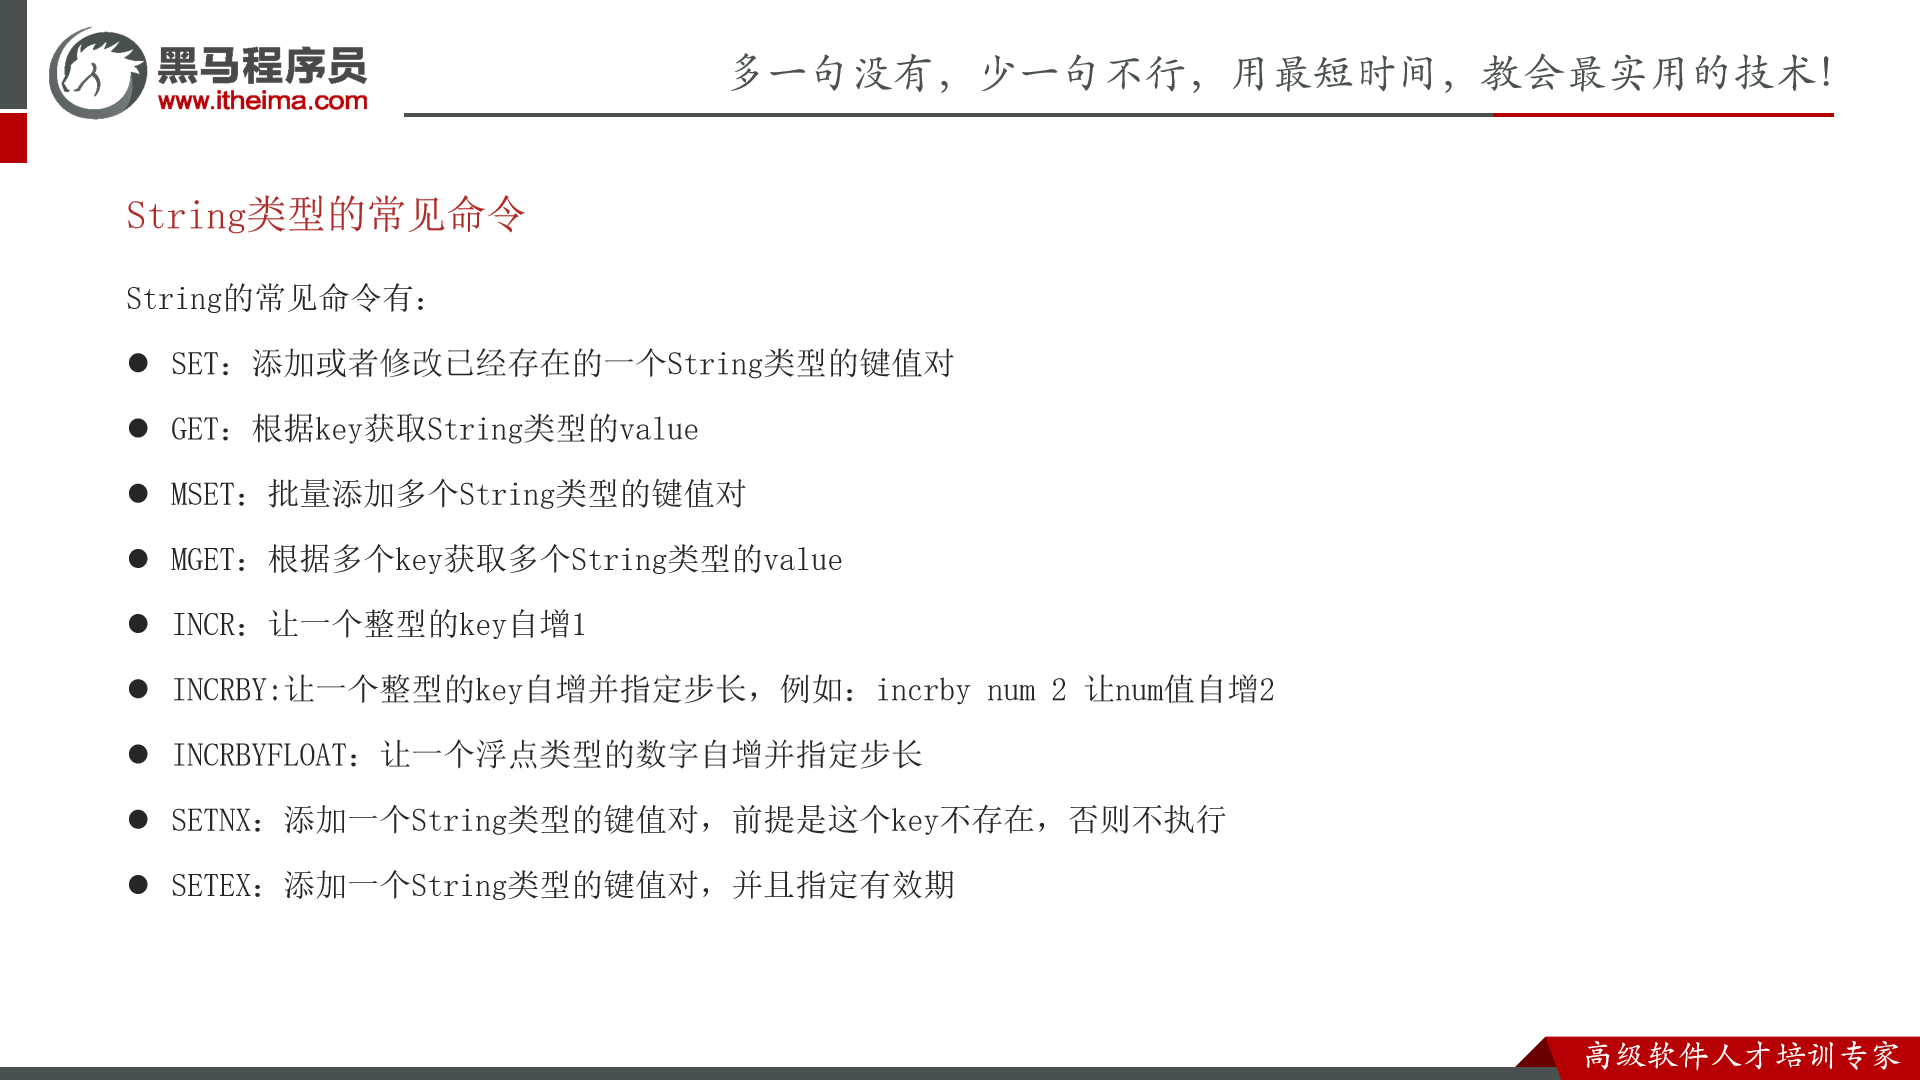 黑马程序员
www.itheima.com
多一句没有，少一句不行，用最短时间，教会最实用的技术！
String类型的常见命令
String的常见命令有：
● SET：添加或者修改已经存在的一个String类型的键值对
● GET：根据key获取String类型的value
● MSET：批量添加多个String类型的键值对
● MGET：根据多个key获取多个String类型的value
● INCR：让一个整型的key自增1
● INCRBY:让一个整型的key自增并指定步长，例如：incrby num 2 让num值自增2
● INCRBYFLOAT：让一个浮点类型的数字自增并指定步长
● SETNX：添加一个String类型的键值对，前提是这个key不存在，否则不执行
● SETEX：添加一个String类型的键值对，并且指定有效期
高级软件人才培训专家